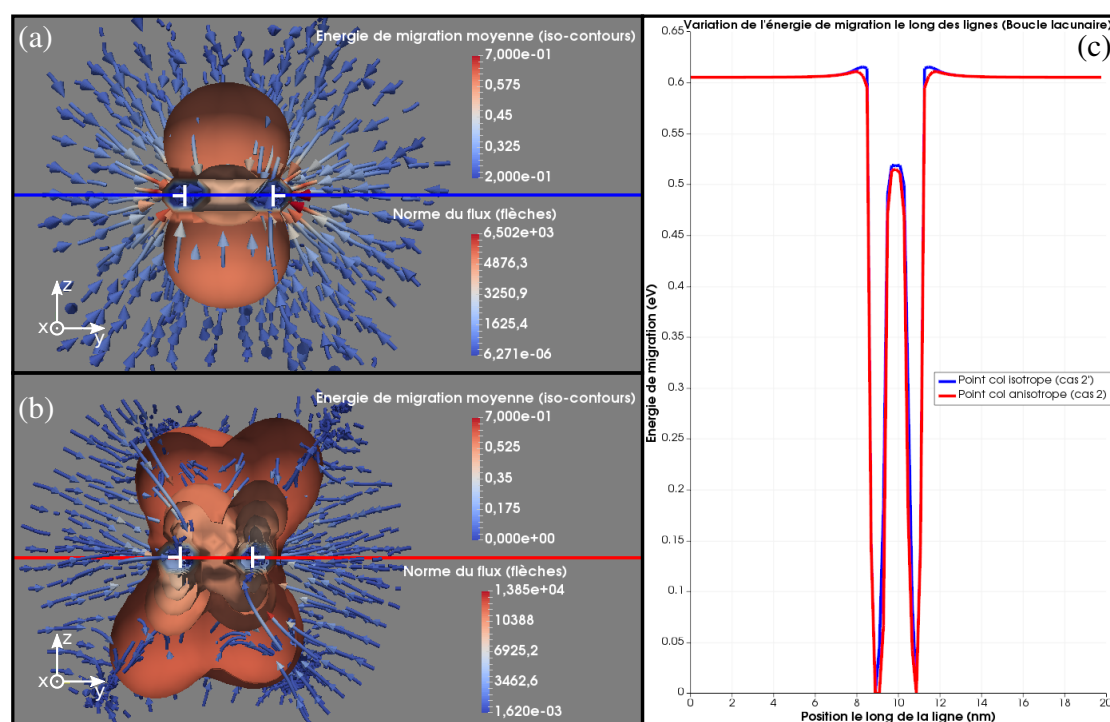 (a)
Energie de migration moyenne (iso-contours)
7,000e-01
0,575
0,45
0,325
2,000e-01
Norme du flux (flèches)
6,502e+03
4876,3
3250,9
1625,4
6,271e-06
z
x
y
(b)
Energie de migration moyenne (iso-contours)
7,000e-01
0,525
0,35
0,175
0,000e+00
Norme du flux (flèches)
1,385e+04
10388
6925,2
3462,6
1,620e-03
z
x
y
Variation de l'énergie de migration le long des lignes (Boucle lacunaire)
(c)
0.65
0.6
0.55
0.5
0.45
0.4
0.35
0.3
0.25
0.2
0.15
0.1
0.05
0
Energie de migration (eV)
Point col isotrope (cas 2')
Point col anisotrope (cas 2)
0 2 4 6 8 10 12 14 16 18 20
Position le long de la ligne (nm)